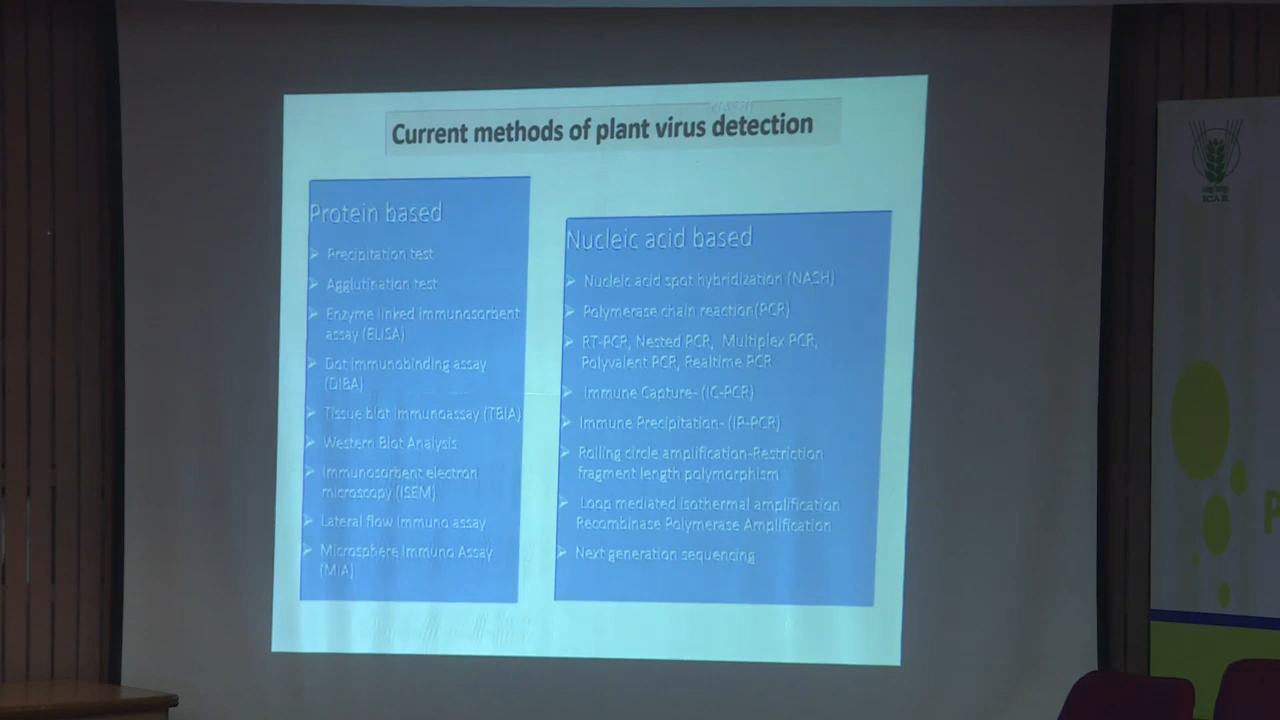 Current methods of plant virus detection
Protein based
Precipitation test
Agglutination test
Enzyme linked immunosorbent
assay (ELISA)
Dot immunobinding assay
(DIBA)
Tissue blot immunoassay (TBIA)
Western Blot Analysis
Immunosorbent electron
microscopy (ISEM)
Lateral flow immuno assay
Microsphere Immuno Assay
(MIA)
Nucleic acid based
Nucleic acid spot hybridization (NASH)
Polymerase chain reaction(PCR)
RT-PCR, Nested PCR, Multiplex PCR,
Polyvalent PCR, Realtime PCR
Immune Capture- (IC-PCR)
Immune Precipitation- (IP-PCR)
Rolling circle amplification-Restriction
fragment length polymorphism
Loop mediated isothermal amplification
Recombinase Polymerase Amplification
Next generation sequencing
ICAR